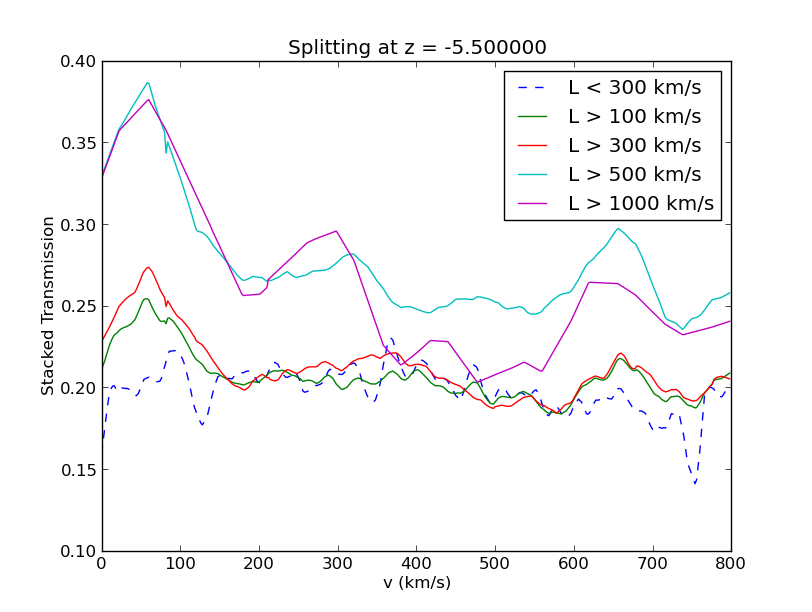 Splitting at z = -5.500000
0.40
0.35
0.30
0.25
0.20
0.15
0.10
Stacked Transmission
L < 300 km/s
L > 100 km/s
L > 300 km/s
L > 500 km/s
L > 1000 km/s
0 100 200 300 400 500 600 700 800
v (km/s)